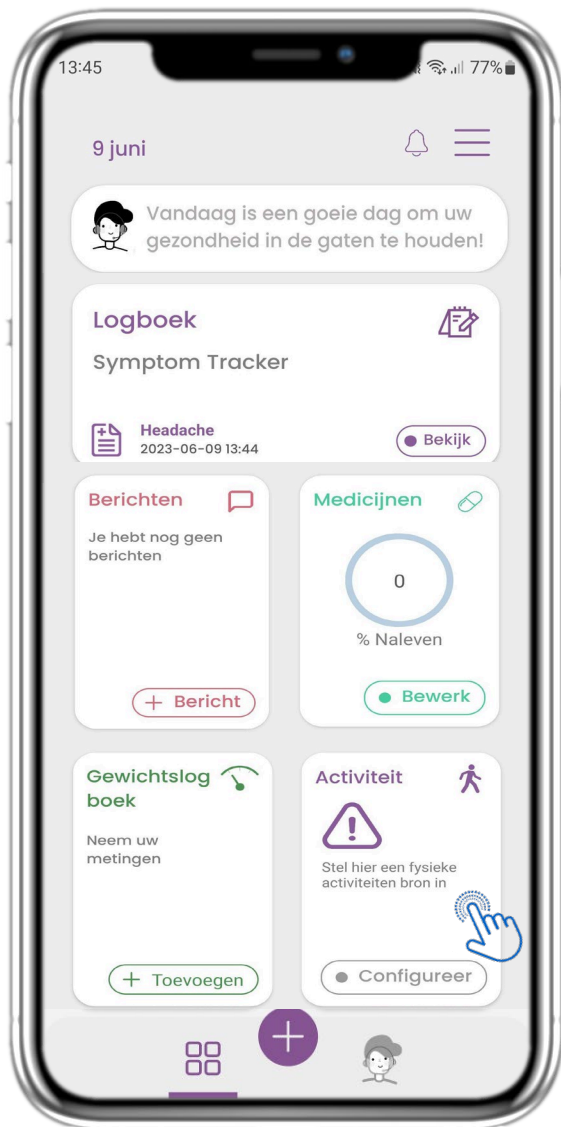 13:45
77%
9 juni
Vandaag is een goeie dag om uw
gezondheid in de gaten te houden!
Logboek
Symptom Tracker
Headache
2023-06-09 13:44
Bekijk
Berichten
Je hebt nog geen
berichten
+ Bericht
Medicijnen
0
% Naleven
Bewerk
Gewichtslog
boek
Neem uw
metingen
+ Toevoegen
Activiteit
Stel hier een fysieke
activiteiten bron in
Configureer